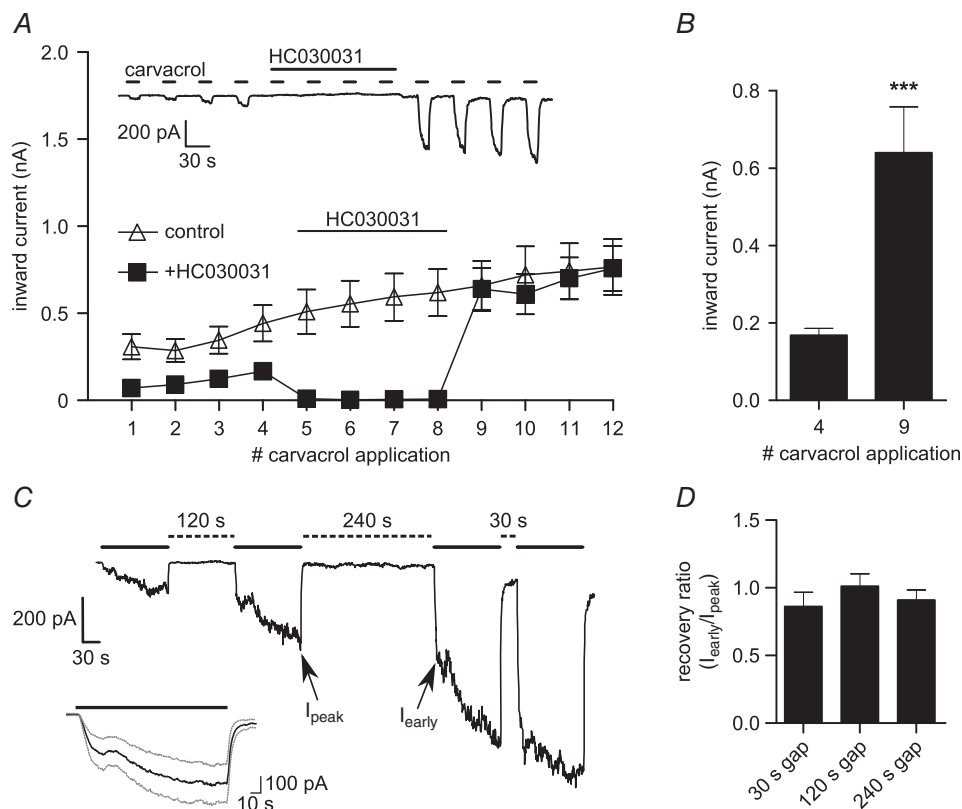 A
2.0
1.5
1.0
0.5
0
inward current (nA)
carvacrol
HC030031
200 pA
30 s
HC030031
control
+HC030031
1 2 3 4 5 6 7 8 9 10 11 12
# carvacrol application
B
0.8
0.6
0.4
0.2
0.0
inward current (nA)
***
4 9
# carvacrol application
C
120 s
240 s
30 s
200 pA
30 s
Ipeak
Iearly
100 pA
10 s
D
1.5
1.0
0.5
0.0
recovery ratio
(Iearly/Ipeak)
30 s gap
120 s gap
240 s gap